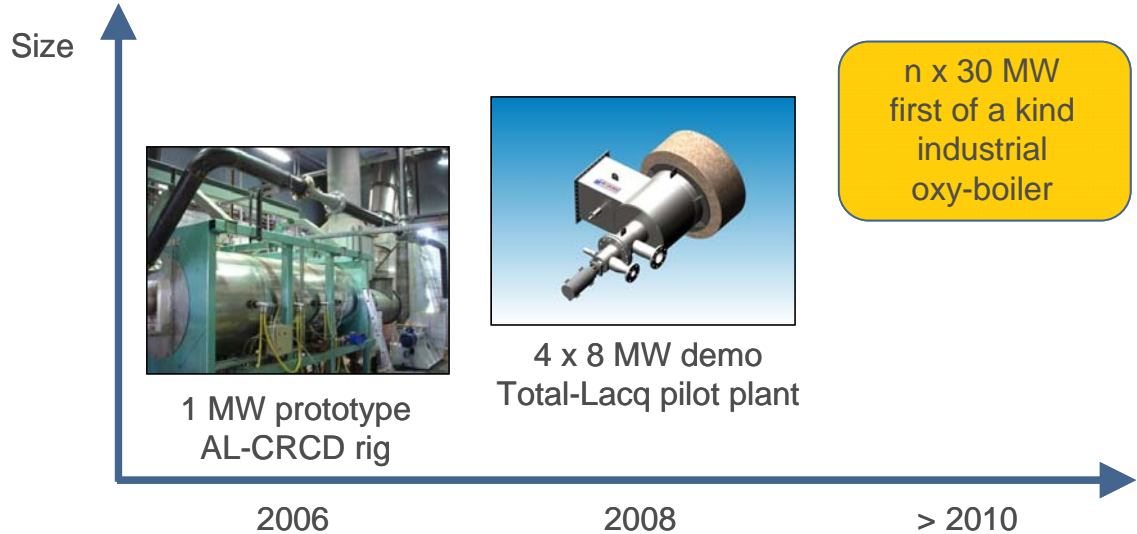 Size
n x 30 MW
first of a kind
industrial
oxy-boiler
4 x 8 MW demo
Total-Lacq pilot plant
1 MW prototype
AL-CRCD rig
2006
2008
> 2010